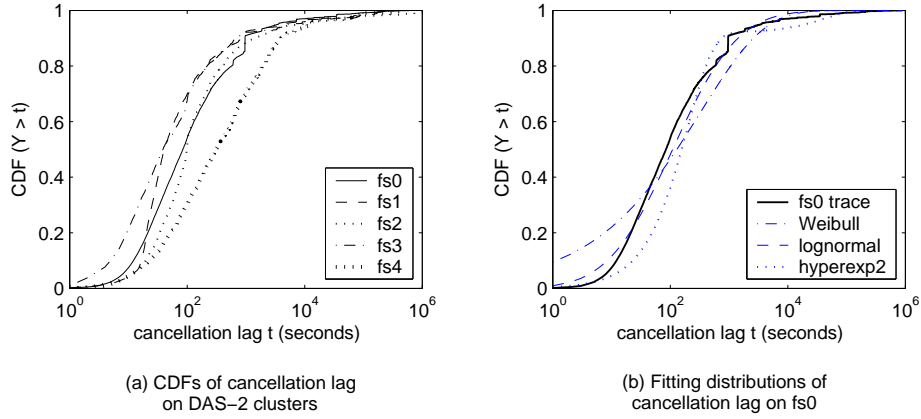 1
0.8
0.6
0.4
0.2
0
CDF (Y > t)
10^0 10^2 10^4 10^6
cancellation lag t (seconds)
fs0
fs1
fs2
fs3
fs4
(a) CDFs of cancellation lag
on DAS−2 clusters
1
0.8
0.6
0.4
0.2
0
CDF (Y > t)
10^0 10^2 10^4 10^6
cancellation lag t (seconds)
fs0 trace
Weibull
lognormal
hyperexp2
(b) Fitting distributions of
cancellation lag on fs0